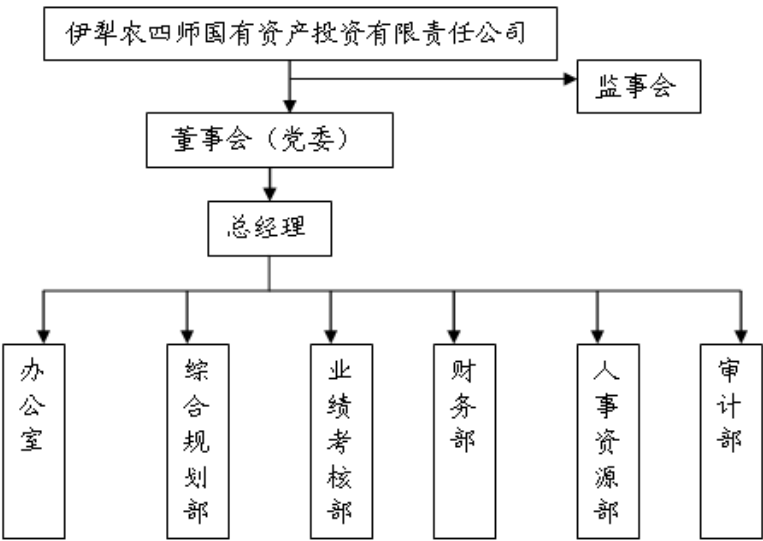 伊犁农四师国有资产投资有限责任公司
监事会
董事会（党委）
总经理
办公室
综合规划部
业绩考核部
财务部
人事资源部
审计部